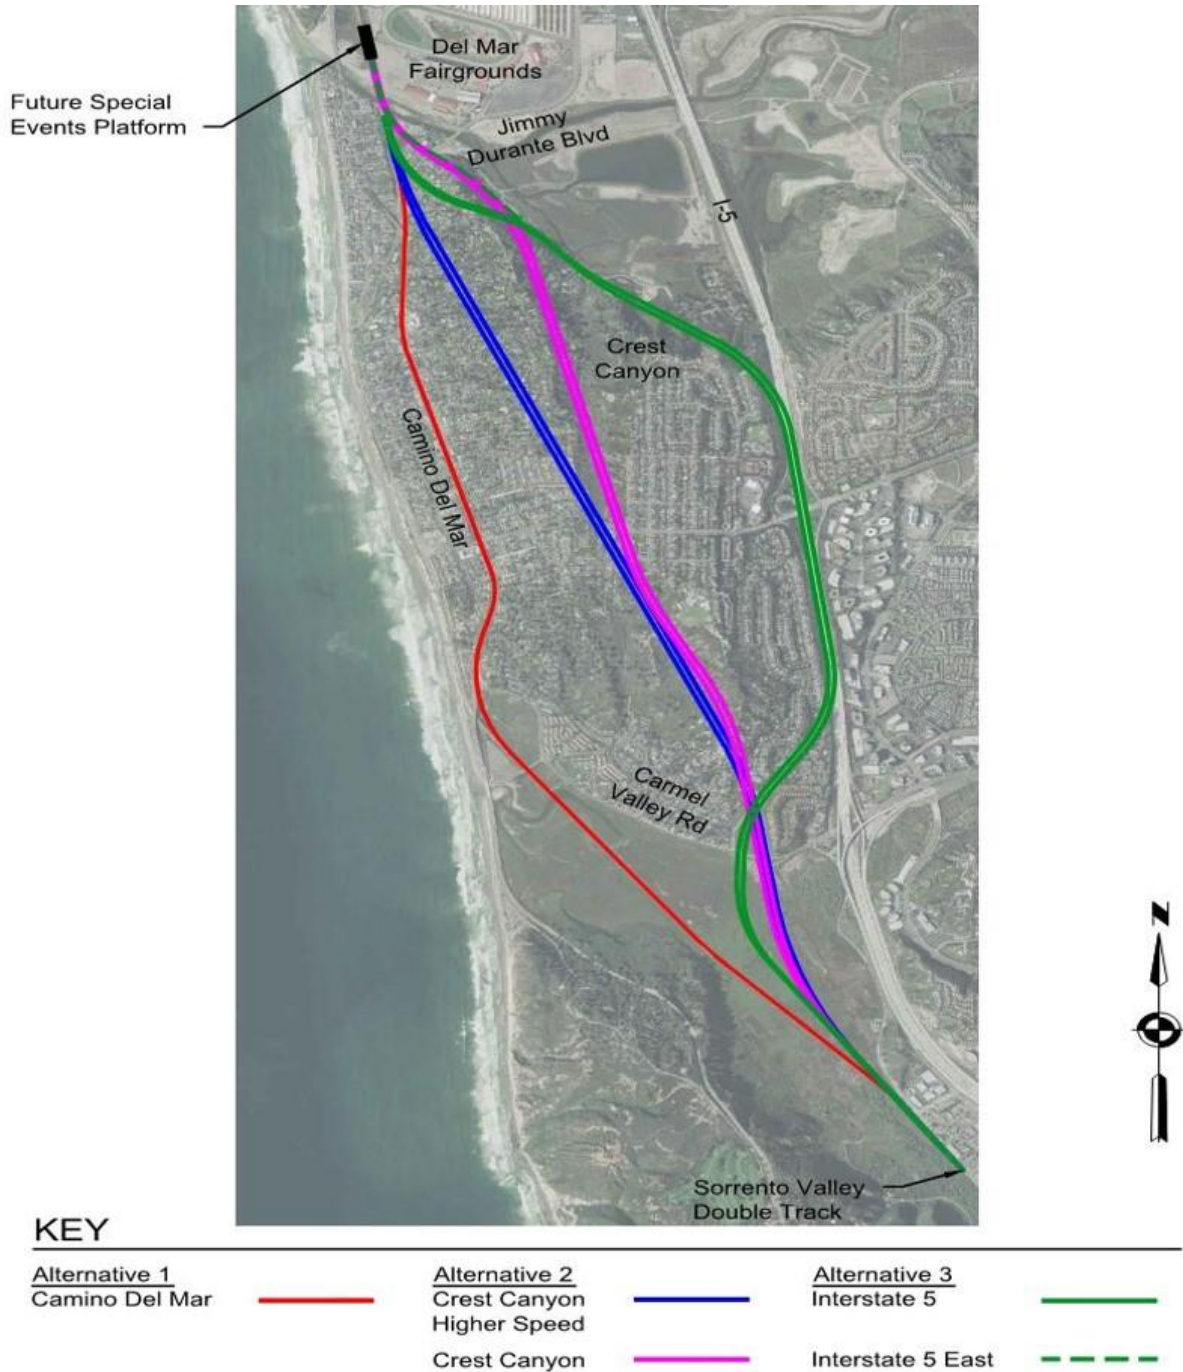 Del Mar
Fairgrounds
Future Special
Events Platform
Jimmy
Durante Blvd
I-5
Crest
Canyon
Camino Del Mar
Carmel
Valley Rd
N
Sorrento Valley
Double Track
KEY
Alternative 1
Camino Del Mar
Alternative 2
Crest Canyon
Higher Speed
Crest Canyon
Alternative 3
Interstate 5
Interstate 5 East